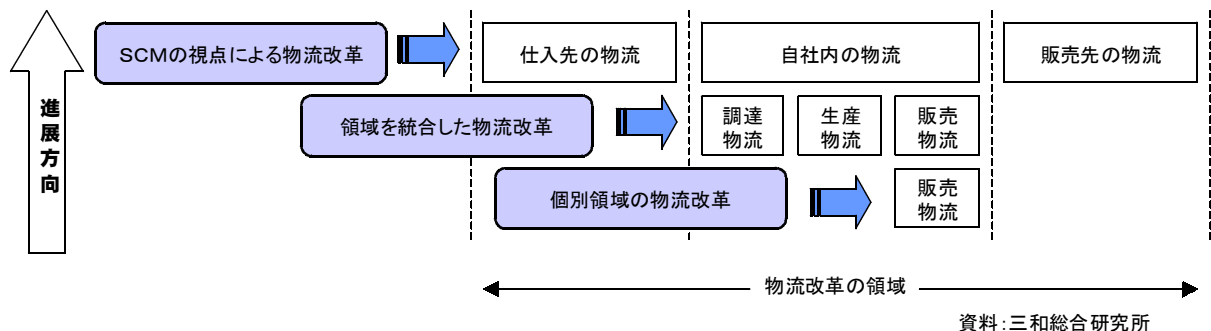 進展方向
SCMの視点による物流改革
仕入先の物流
自社内の物流
販売先の物流
領域を統合した物流改革
調達
物流
生産
物流
販売
物流
個別領域の物流改革
販売
物流
物流改革の領域
資料:三和総合研究所